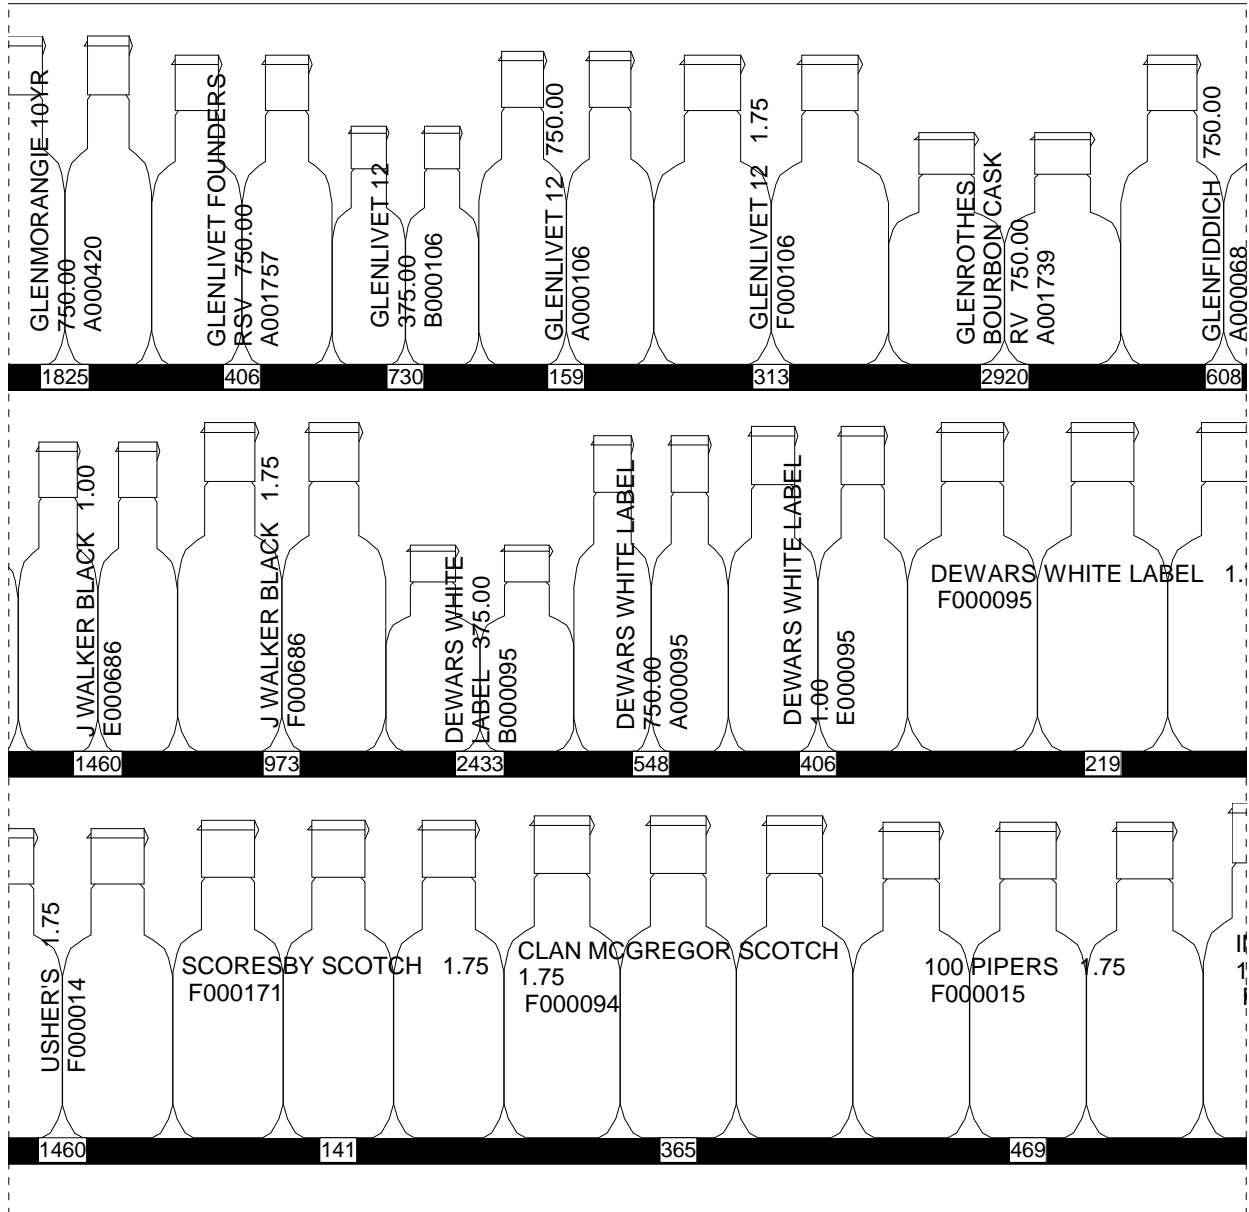 GLENMORANGIE 10YR
750.00
A000420
GLENLIVET FOUNDERS
RSV 750.00
A001757
GLENLIVET 12
375.00
B000106
GLENLIVET 12 750.00
A000106
GLENLIVET 12 1.75
F000106
GLENROTHES
BOURBON CASK
RV 750.00
A001739
GLENFIDDICH 750.00
A000068
1825
406
730
159
313
2920
608
J WALKER BLACK 1.00
E000686
J WALKER BLACK 1.75
F000686
DEWARS WHITE
LABEL 375.00
B000095
DEWARS WHITE LABEL
750.00
A000095
DEWARS WHITE LABEL
1.00
E000095
DEWARS WHITE LABEL 1.
F000095
1460
973
2433
548
406
219
USHER'S 1.75
F000014
SCORESBY SCOTCH 1.75
F000171
CLAN MCGREGOR SCOTCH
1.75
F000094
100 PIPERS 1.75
F000015
1460
141
365
469